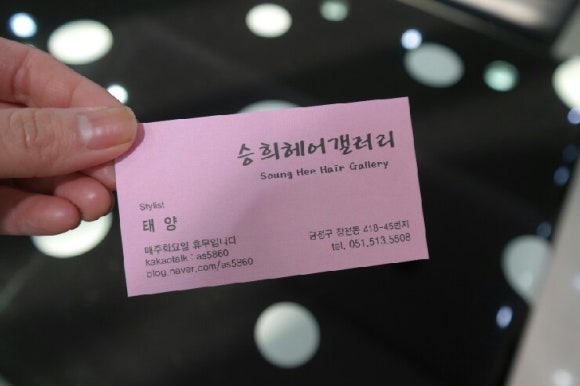 승희헤어갤러리
Seung Hee Hair Gallery
Stylist
태 양
매주화요일 휴무입니다
kakaotalk : as5860
blog.naver.com/as5860
금정구 장전동 418-45번지
tel. 051.513.5508